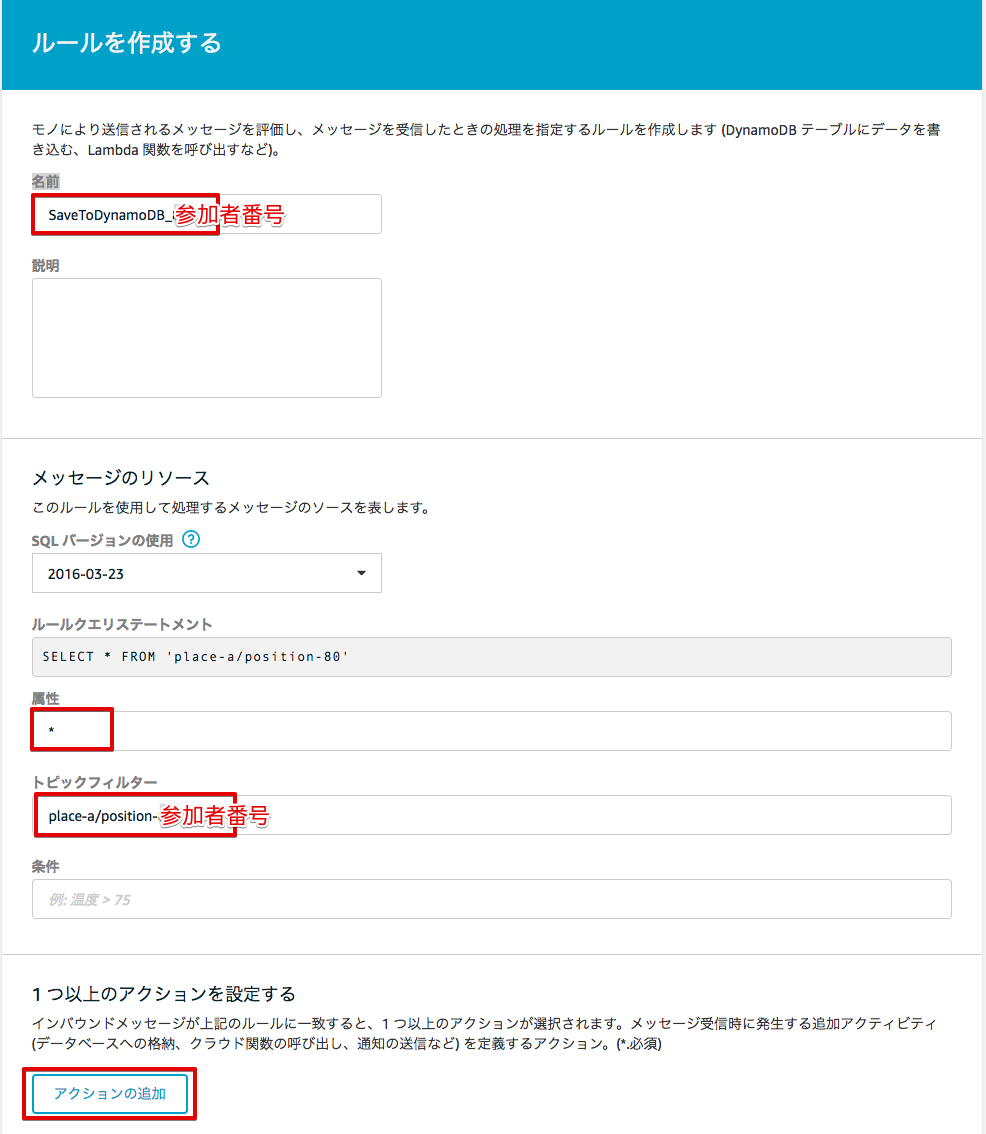 ルールを作成する
モノにより送信されるメッセージを評価し、メッセージを受信したときの処理を指定するルールを作成します (DynamoDB テーブルにデータを書
き込む、Lambda 関数を呼び出すなど)。
名前
SaveToDynamoDB_参加者番号
説明
メッセージのリソース
このルールを使用して処理するメッセージのソースを表します。
SQL バージョンの使用 ?
2016-03-23
ルールクエリステートメント
SELECT * FROM 'place-a/position-80'
属性
*
トピックフィルター
place-a/position-参加者番号
条件
例: 温度 > 75
1 つ以上のアクションを設定する
インバウンドメッセージが上記のルールに一致すると、1 つ以上のアクションが選択されます。メッセージ受信時に発生する追加アクティビティ
(データベースへの格納、クラウド関数の呼び出し、通知の送信など) を定義するアクション。(*.必須)
アクションの追加